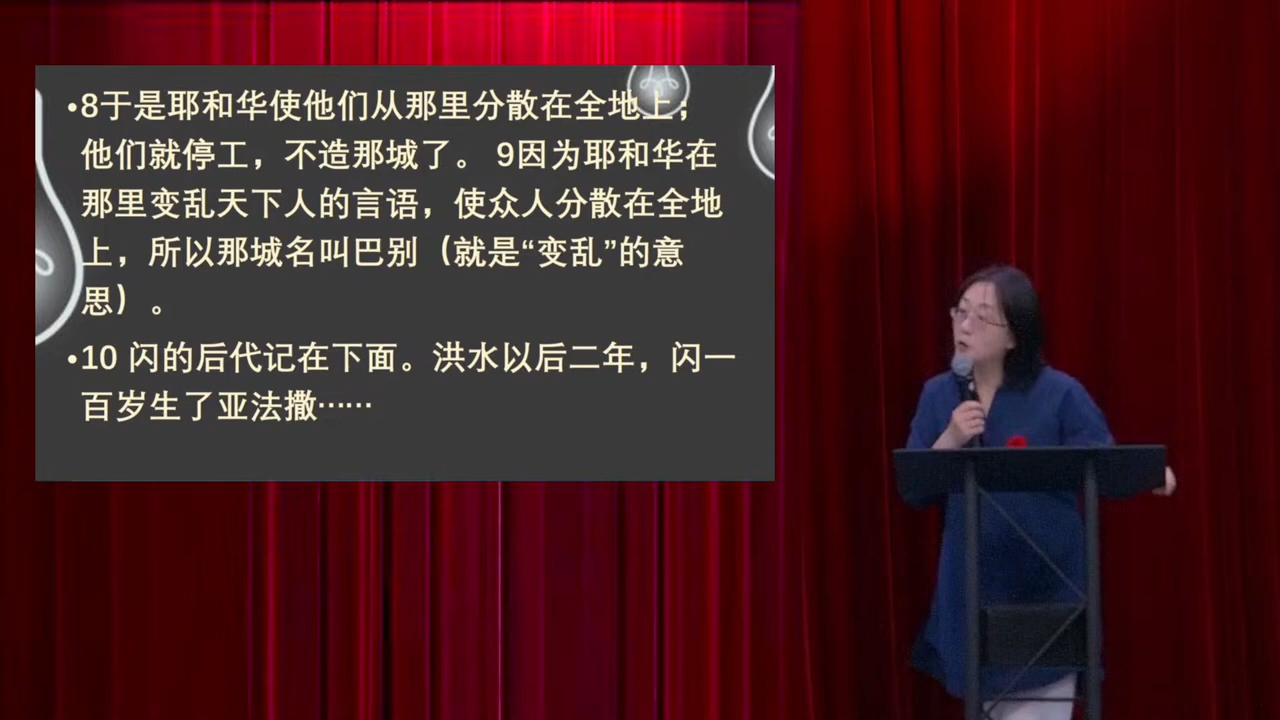 •8于是耶和华使他们从那里分散在全地上；
他们就停工，不造那城了。 9因为耶和华在
那里变乱天下人的言语，使众人分散在全地
上，所以那城名叫巴别（就是“变乱”的意
思）。
•10 闪的后代记在下面。洪水以后二年，闪一
百岁生了亚法撒……